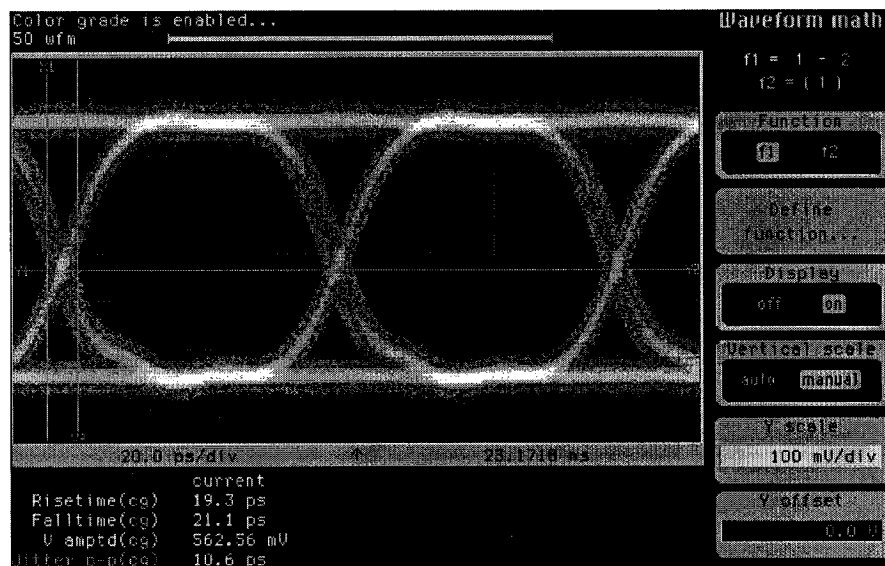 Color grade is enabled...
50 wfm
Waveform math
f1 = 1 - 2
f2 = ( 1 )
Function
f1 f2
Define
function...
Display
off on
Vertical scale
auto manual
Y scale
100 mV/div
Y offset
0.0 V
20.0 ps/div
current
Risetime(cg) 19.3 ps
Falltime(cg) 21.1 ps
V amptd(cg) 562.56 mV
Jitter p-p(cg) 10.6 ps